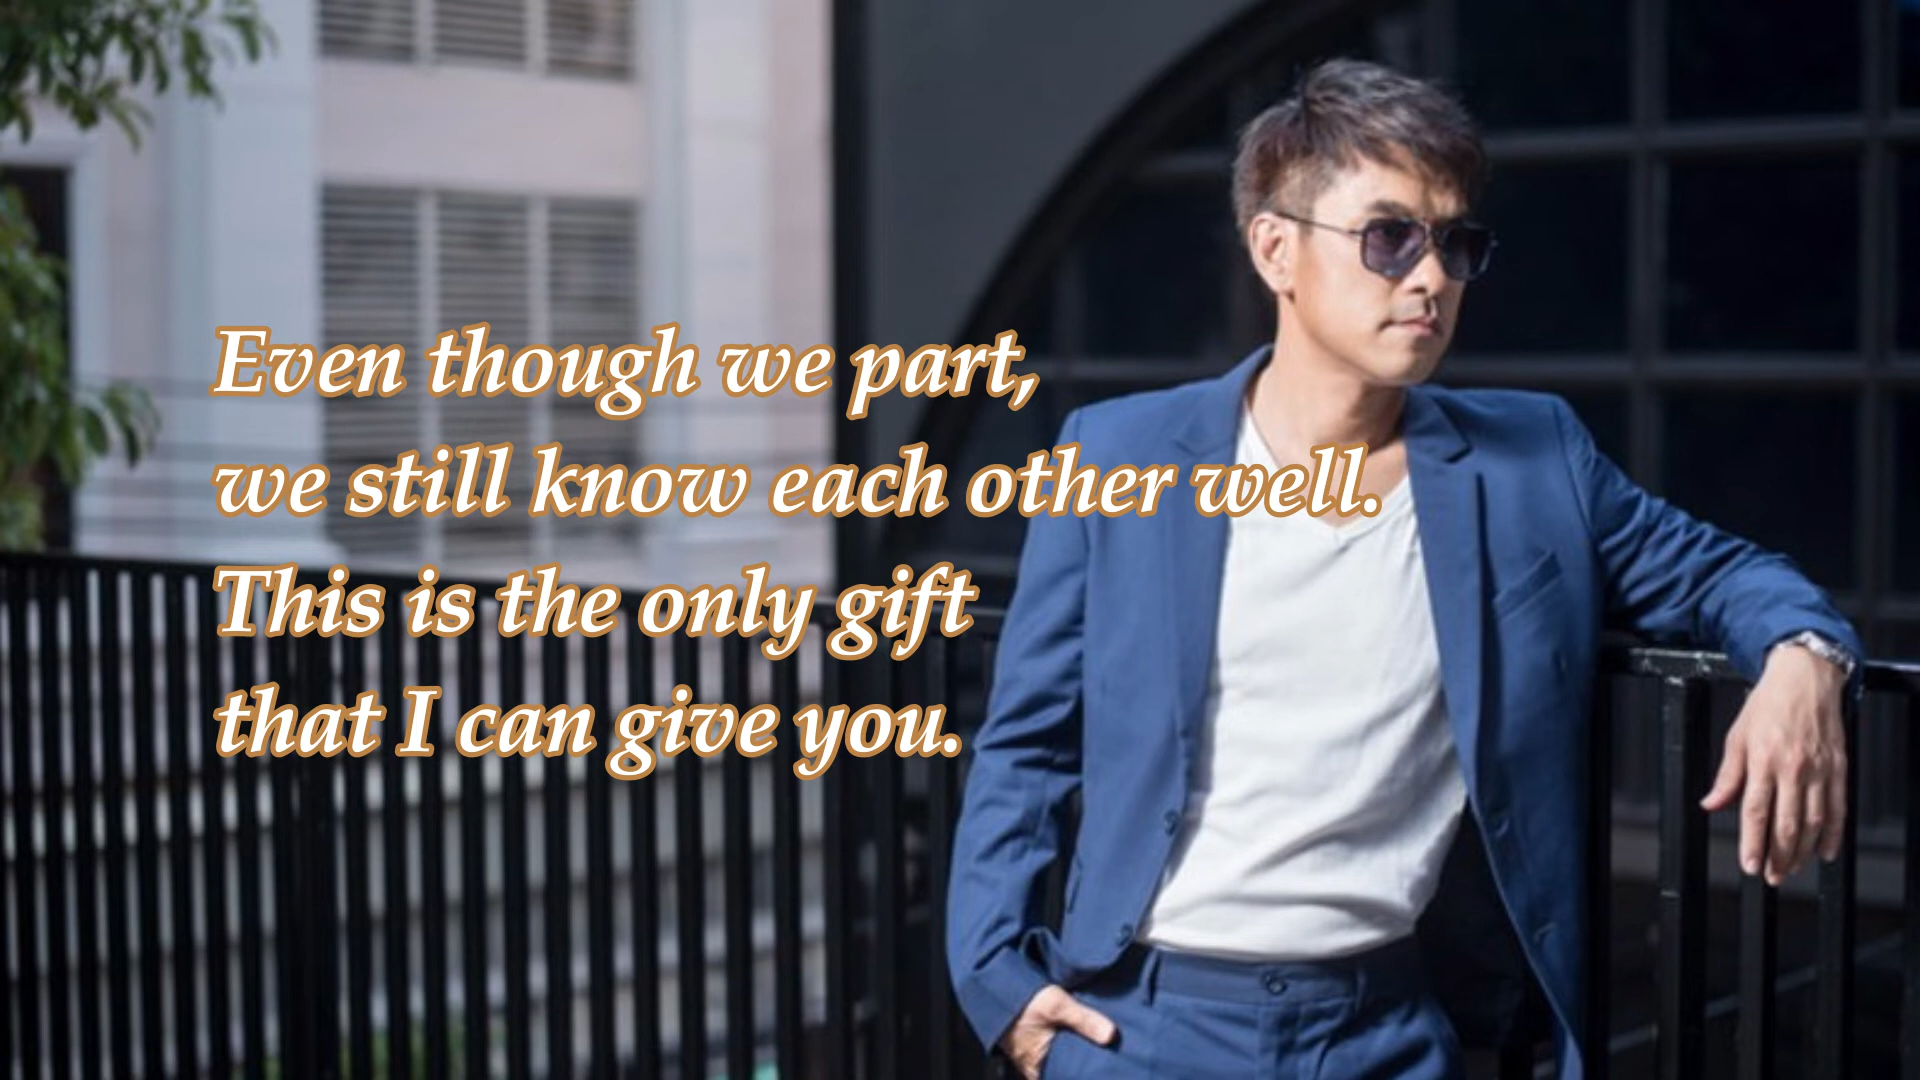 Even though we part,
we still know each other well.
This is the only gift
that I can give you.